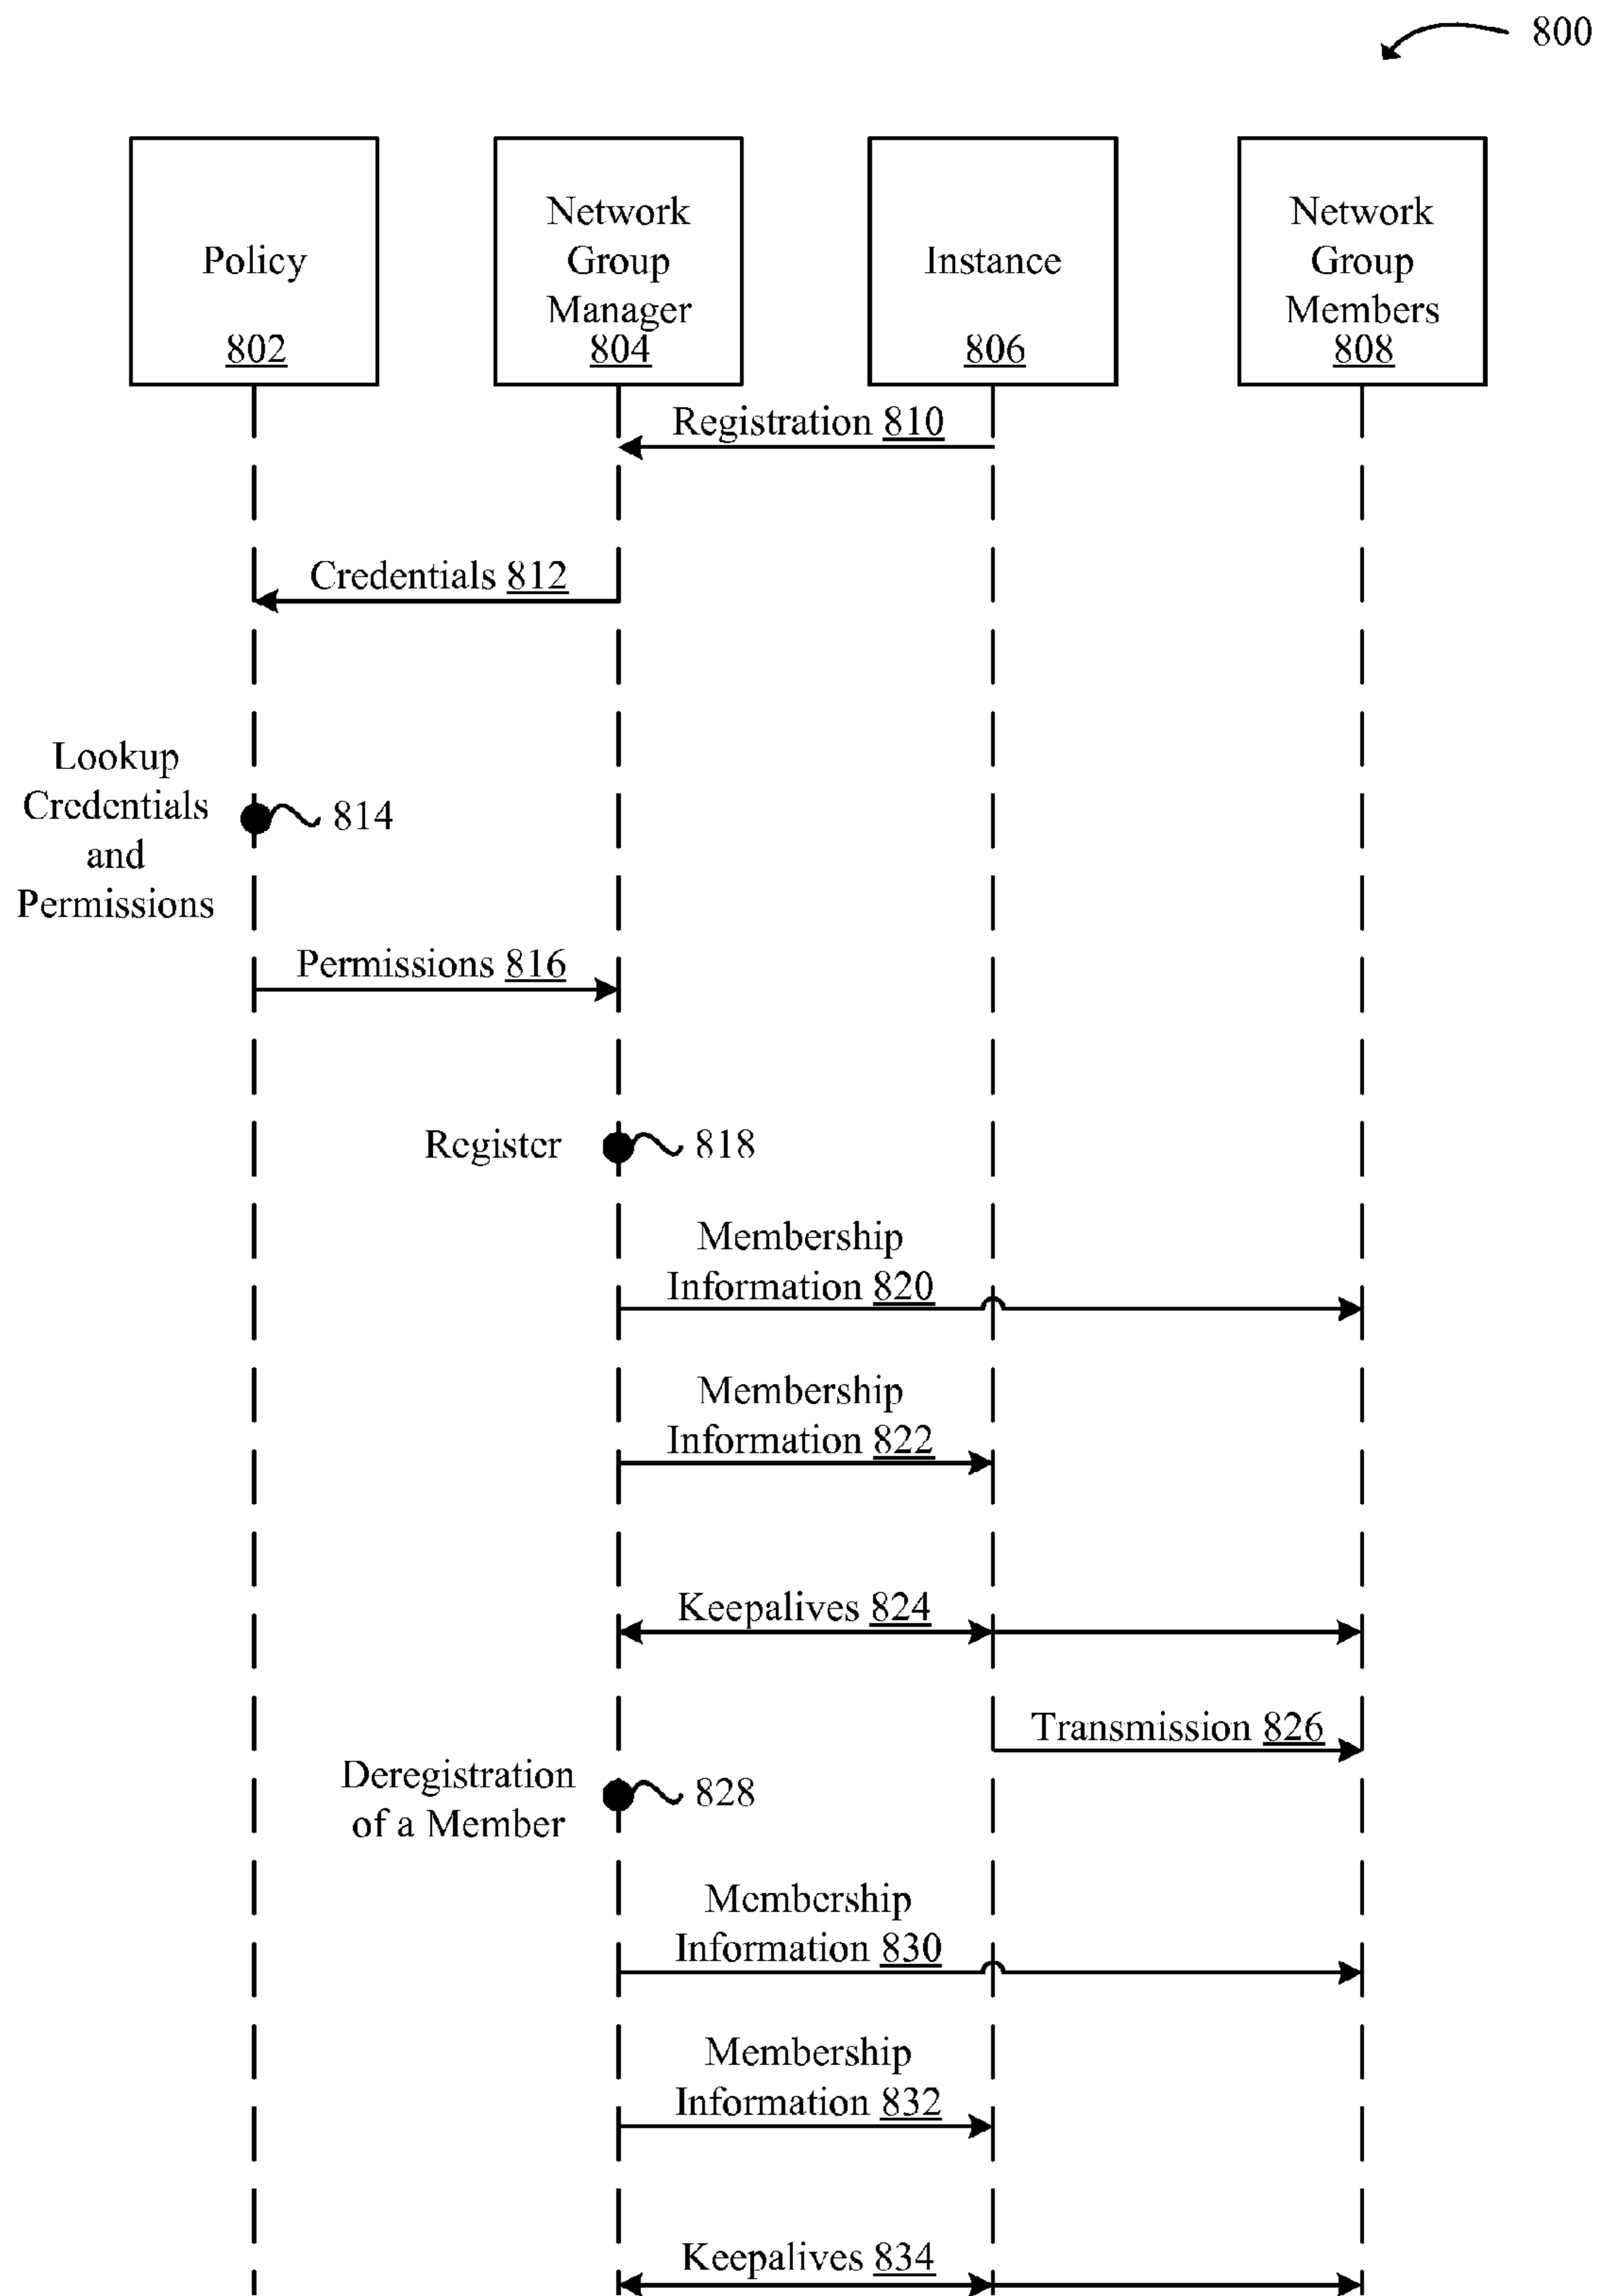 800
Policy
802
Network
Group
Manager
804
Instance
806
Network
Group
Members
808
Registration 810
Credentials 812
Lookup
Credentials
and
Permissions
814
Permissions 816
Register
818
Membership
Information 820
Membership
Information 822
Keepalives 824
Transmission 826
Deregistration
of a Member
828
Membership
Information 830
Membership
Information 832
Keepalives 834